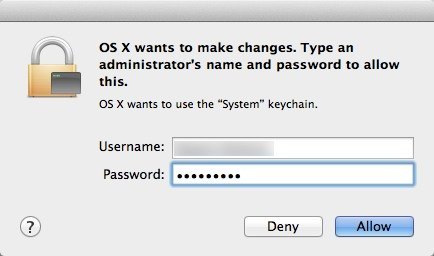 OS X wants to make changes. Type an
administrator's name and password to allow
this.
OS X wants to use the “System” keychain.
Username:
Password: •••••••••
?
Deny
Allow